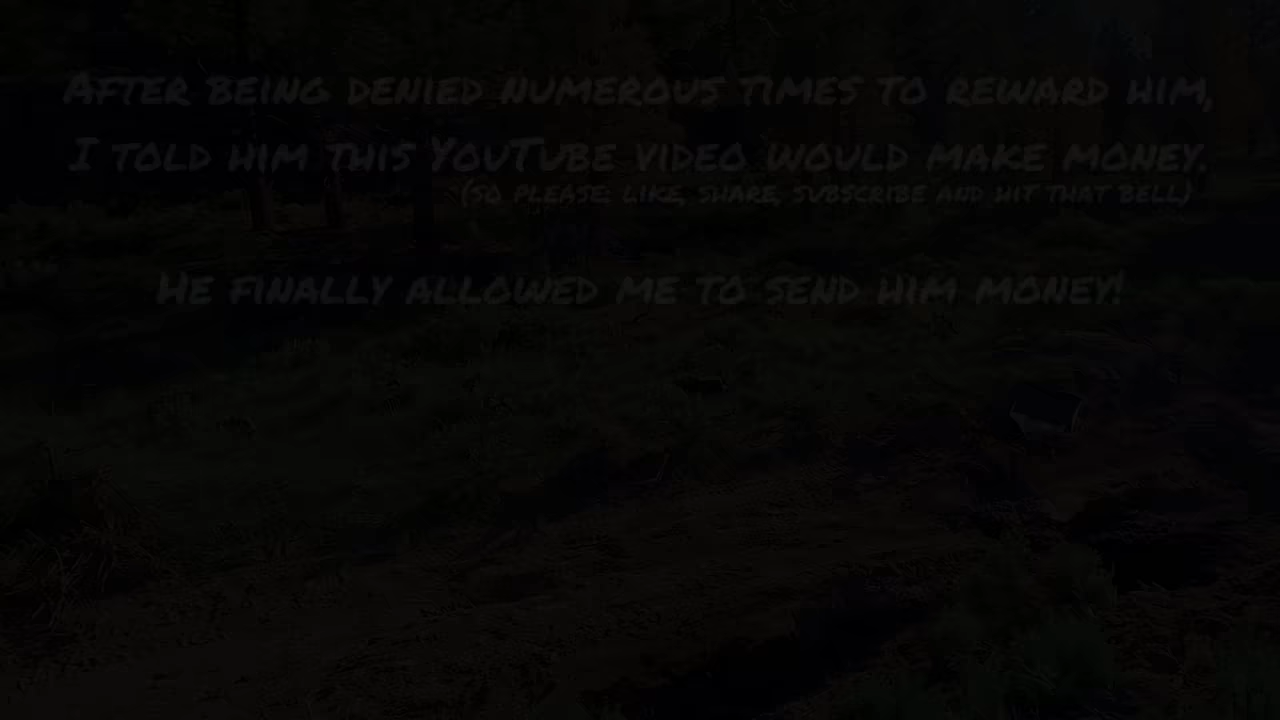 After being denied numerous times to reward him,
I told him this YouTube video would make money.
(so please: like, share, subscribe and hit that bell)
He finally allowed me to send him money!